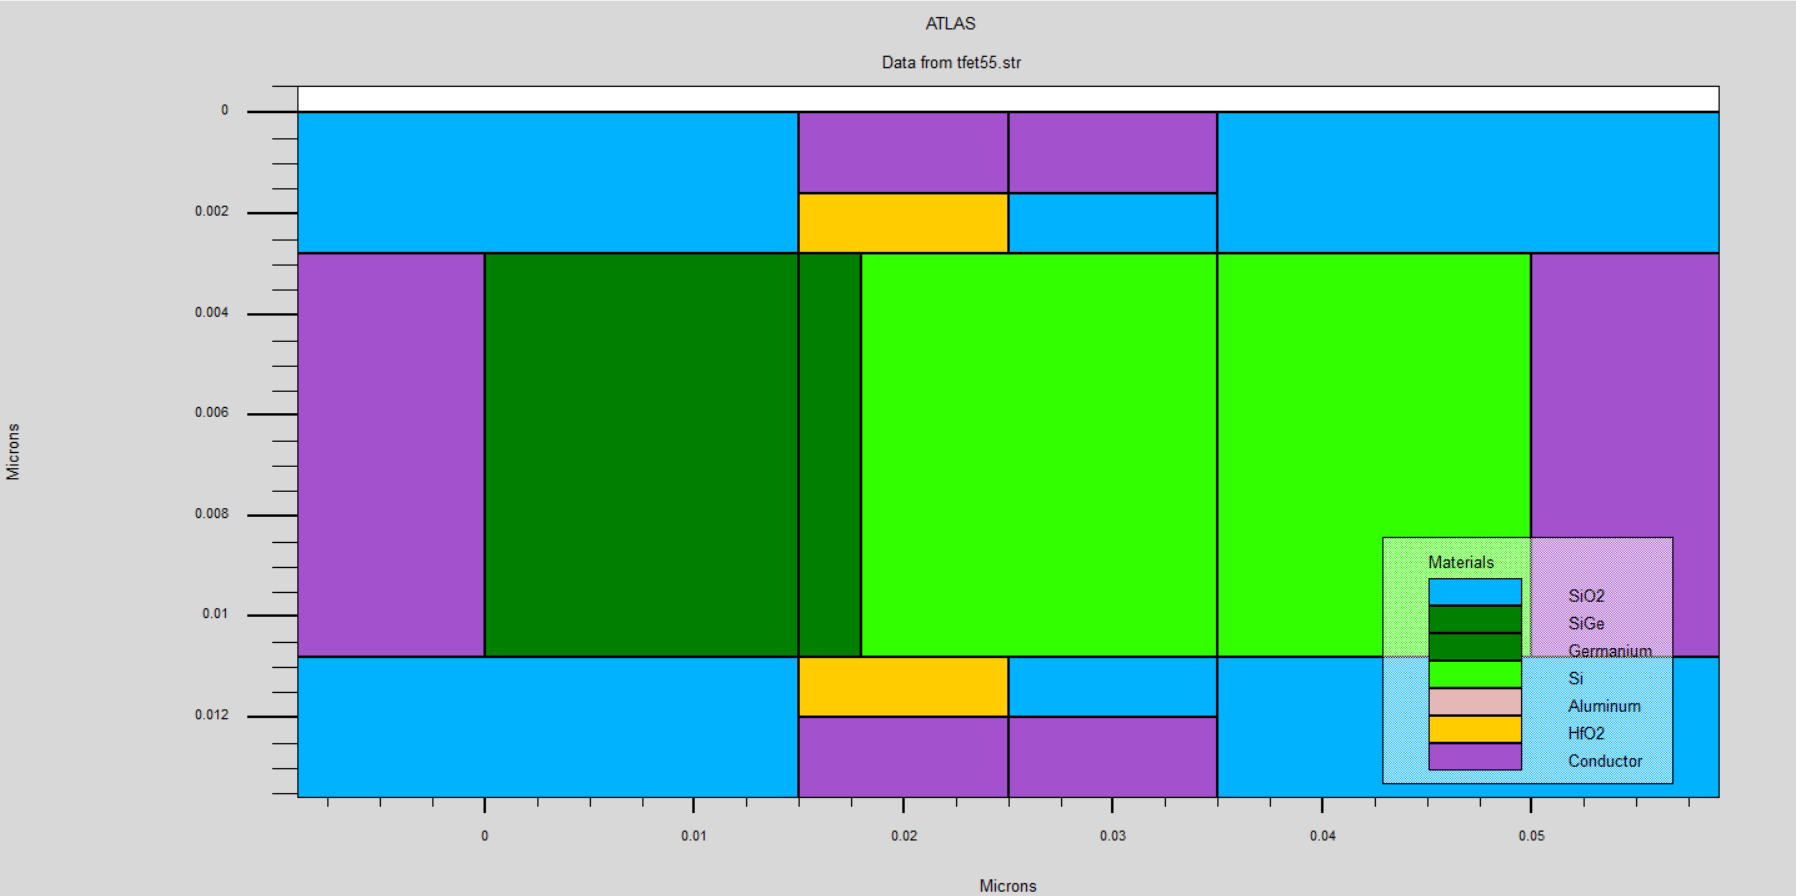 ATLAS
Data from tfet55.str
0
0.002
0.004
0.006
0.008
0.01
0.012
Microns
Materials
SiO2
SiGe
Germanium
Si
Aluminum
HfO2
Conductor
0 0.01 0.02 0.03 0.04 0.05
Microns